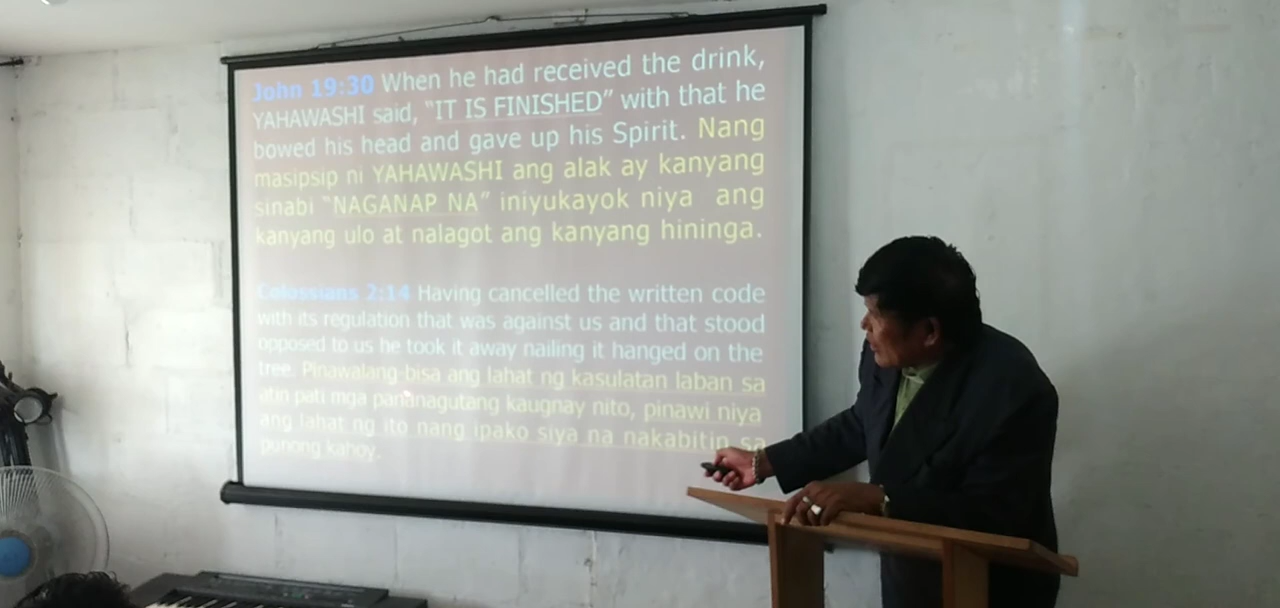 John 19:30 When he had received the drink,
YAHAWASHI said, “IT IS FINISHED” with that he
bowed his head and gave up his Spirit. Nang
masipsip ni YAHAWASHI ang alak ay kanyang
sinabi “NAGANAP NA” iniyukayok niya ang
kanyang ulo at nalagot ang kanyang hininga.
Colossians 2:14 Having cancelled the written code
with its regulation that was against us and that stood
opposed to us he took it away nailing it hanged on the
tree. Pinawalang-bisa ang lahat ng kasulatan laban sa
atin pati mga pananagutang kaugnay nito, pinawi niya
ang lahat ng ito nang ipako siya na nakabitin sa
punong kahoy.